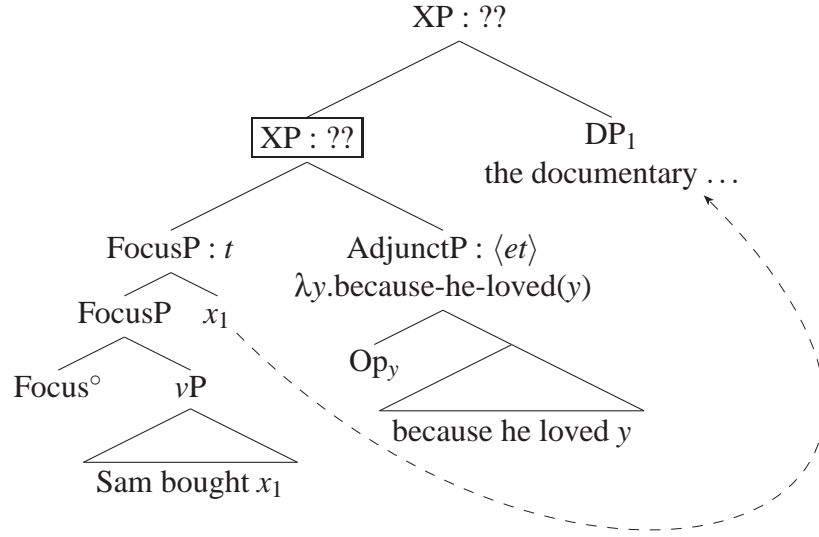 XP : ??
XP : ??
DP₁
the documentary …
FocusP : t
AdjunctP : ⟨et⟩
λy.because-he-loved(y)
FocusP
x₁
Op_y
Focus°
vP
because he loved y
Sam bought x₁